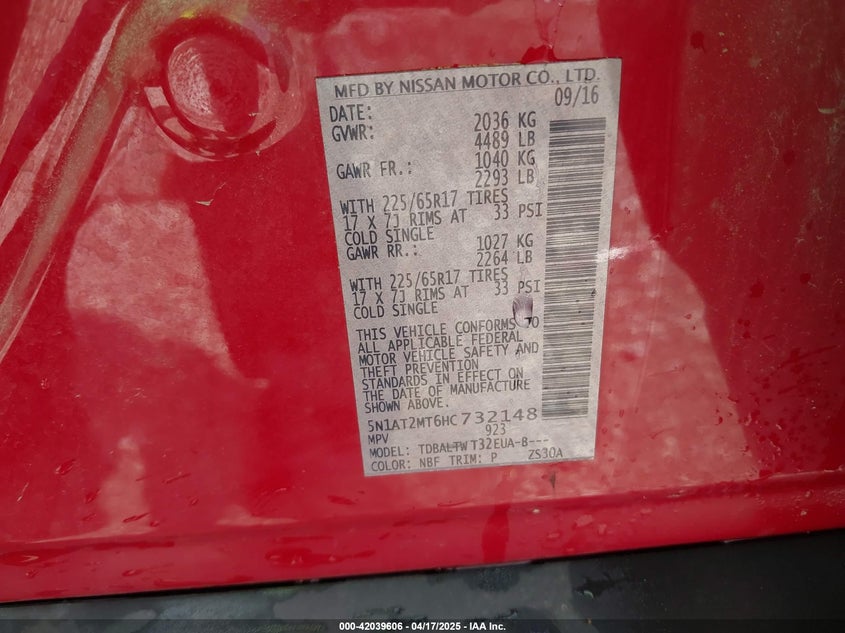 MFD BY NISSAN MOTOR CO., LTD.
DATE: 09/16
GVWR: 2036 KG
4489 LB
GAWR FR.: 1040 KG
2293 LB
WITH 225/65R17 TIRES
17 X 7J RIMS AT 33 PSI
COLD SINGLE
GAWR RR.: 1027 KG
2264 LB
WITH 225/65R17 TIRES
17 X 7J RIMS AT 33 PSI
COLD SINGLE
THIS VEHICLE CONFORMS TO
ALL APPLICABLE FEDERAL
MOTOR VEHICLE SAFETY AND
THEFT PREVENTION
STANDARDS IN EFFECT ON
THE DATE OF MANUFACTURE
SHOWN ABOVE.
5N1AT2MT6HC732148
MPV 923
MODEL: TDBALTWT32EUA-B---
COLOR: NBF TRIM: P ZS30A
000-42039606 - 04/17/2025 - IAA Inc.